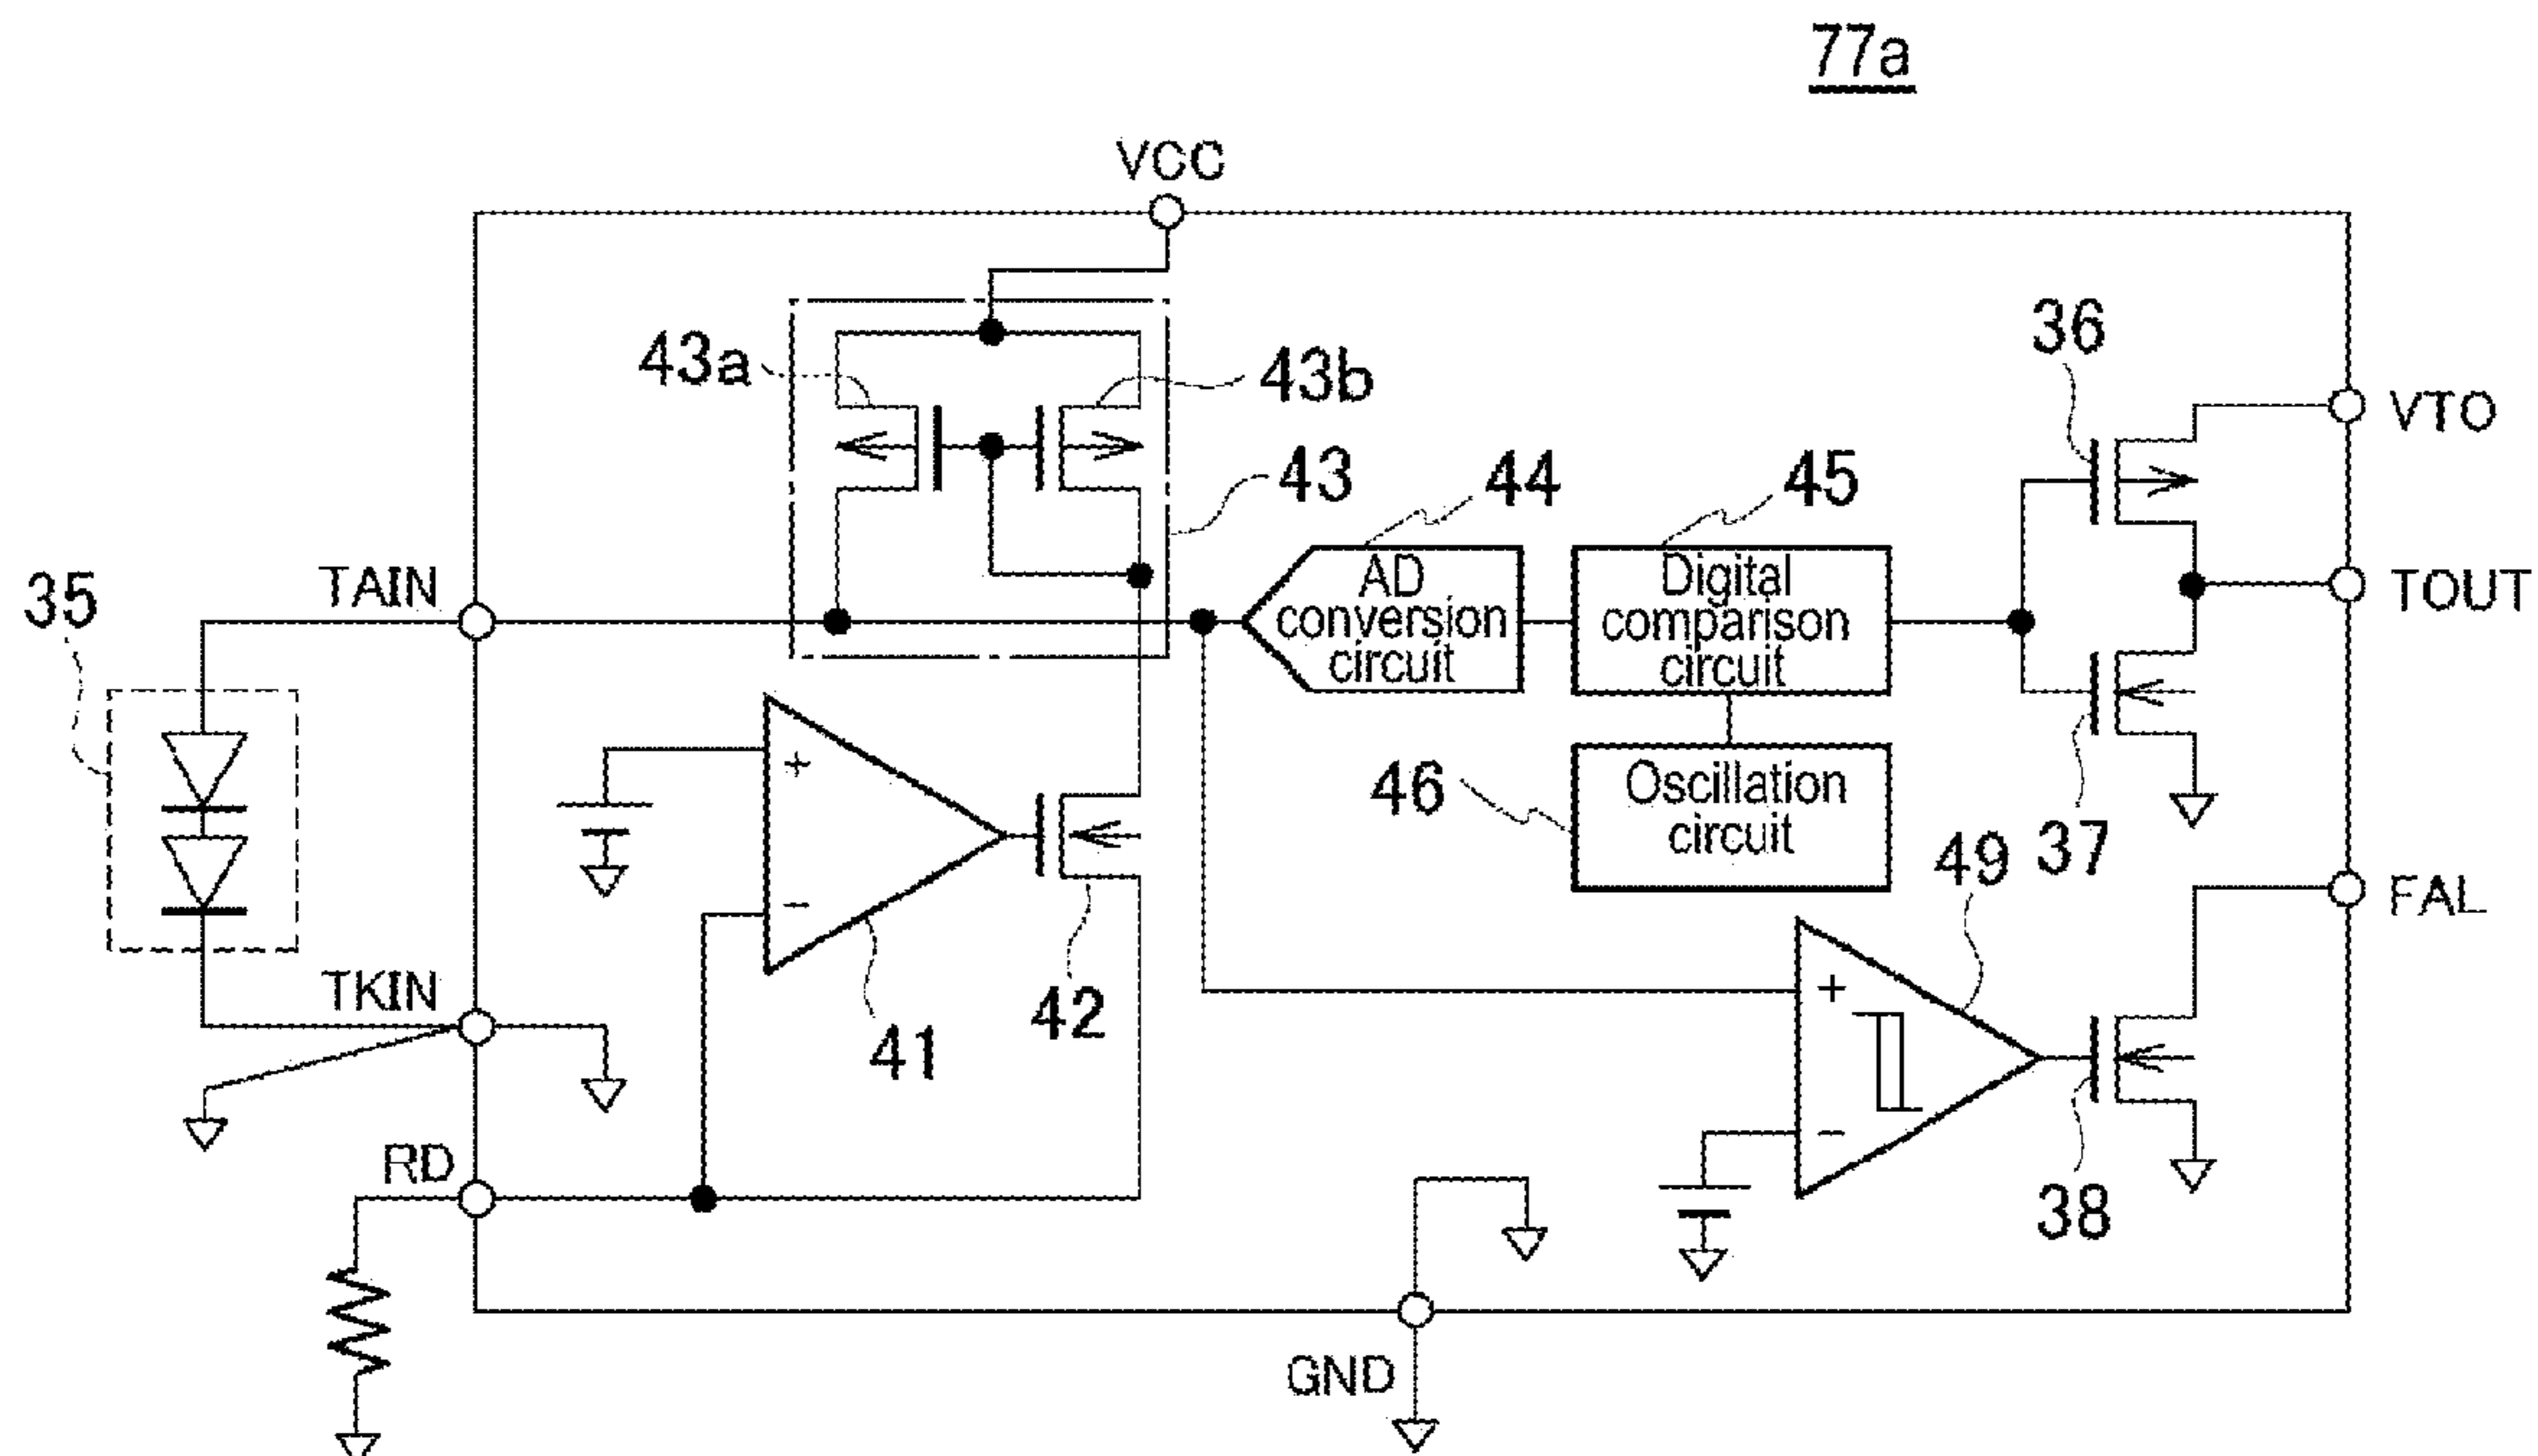 77a
VCC
43a
43b
36
VTO
43
44
45
35
TAIN
AD
conversion
circuit
Digital
comparison
circuit
TOUT
+
46
Oscillation
circuit
37
49
FAL
−
TKIN
41
42
+
RD
−
38
GND